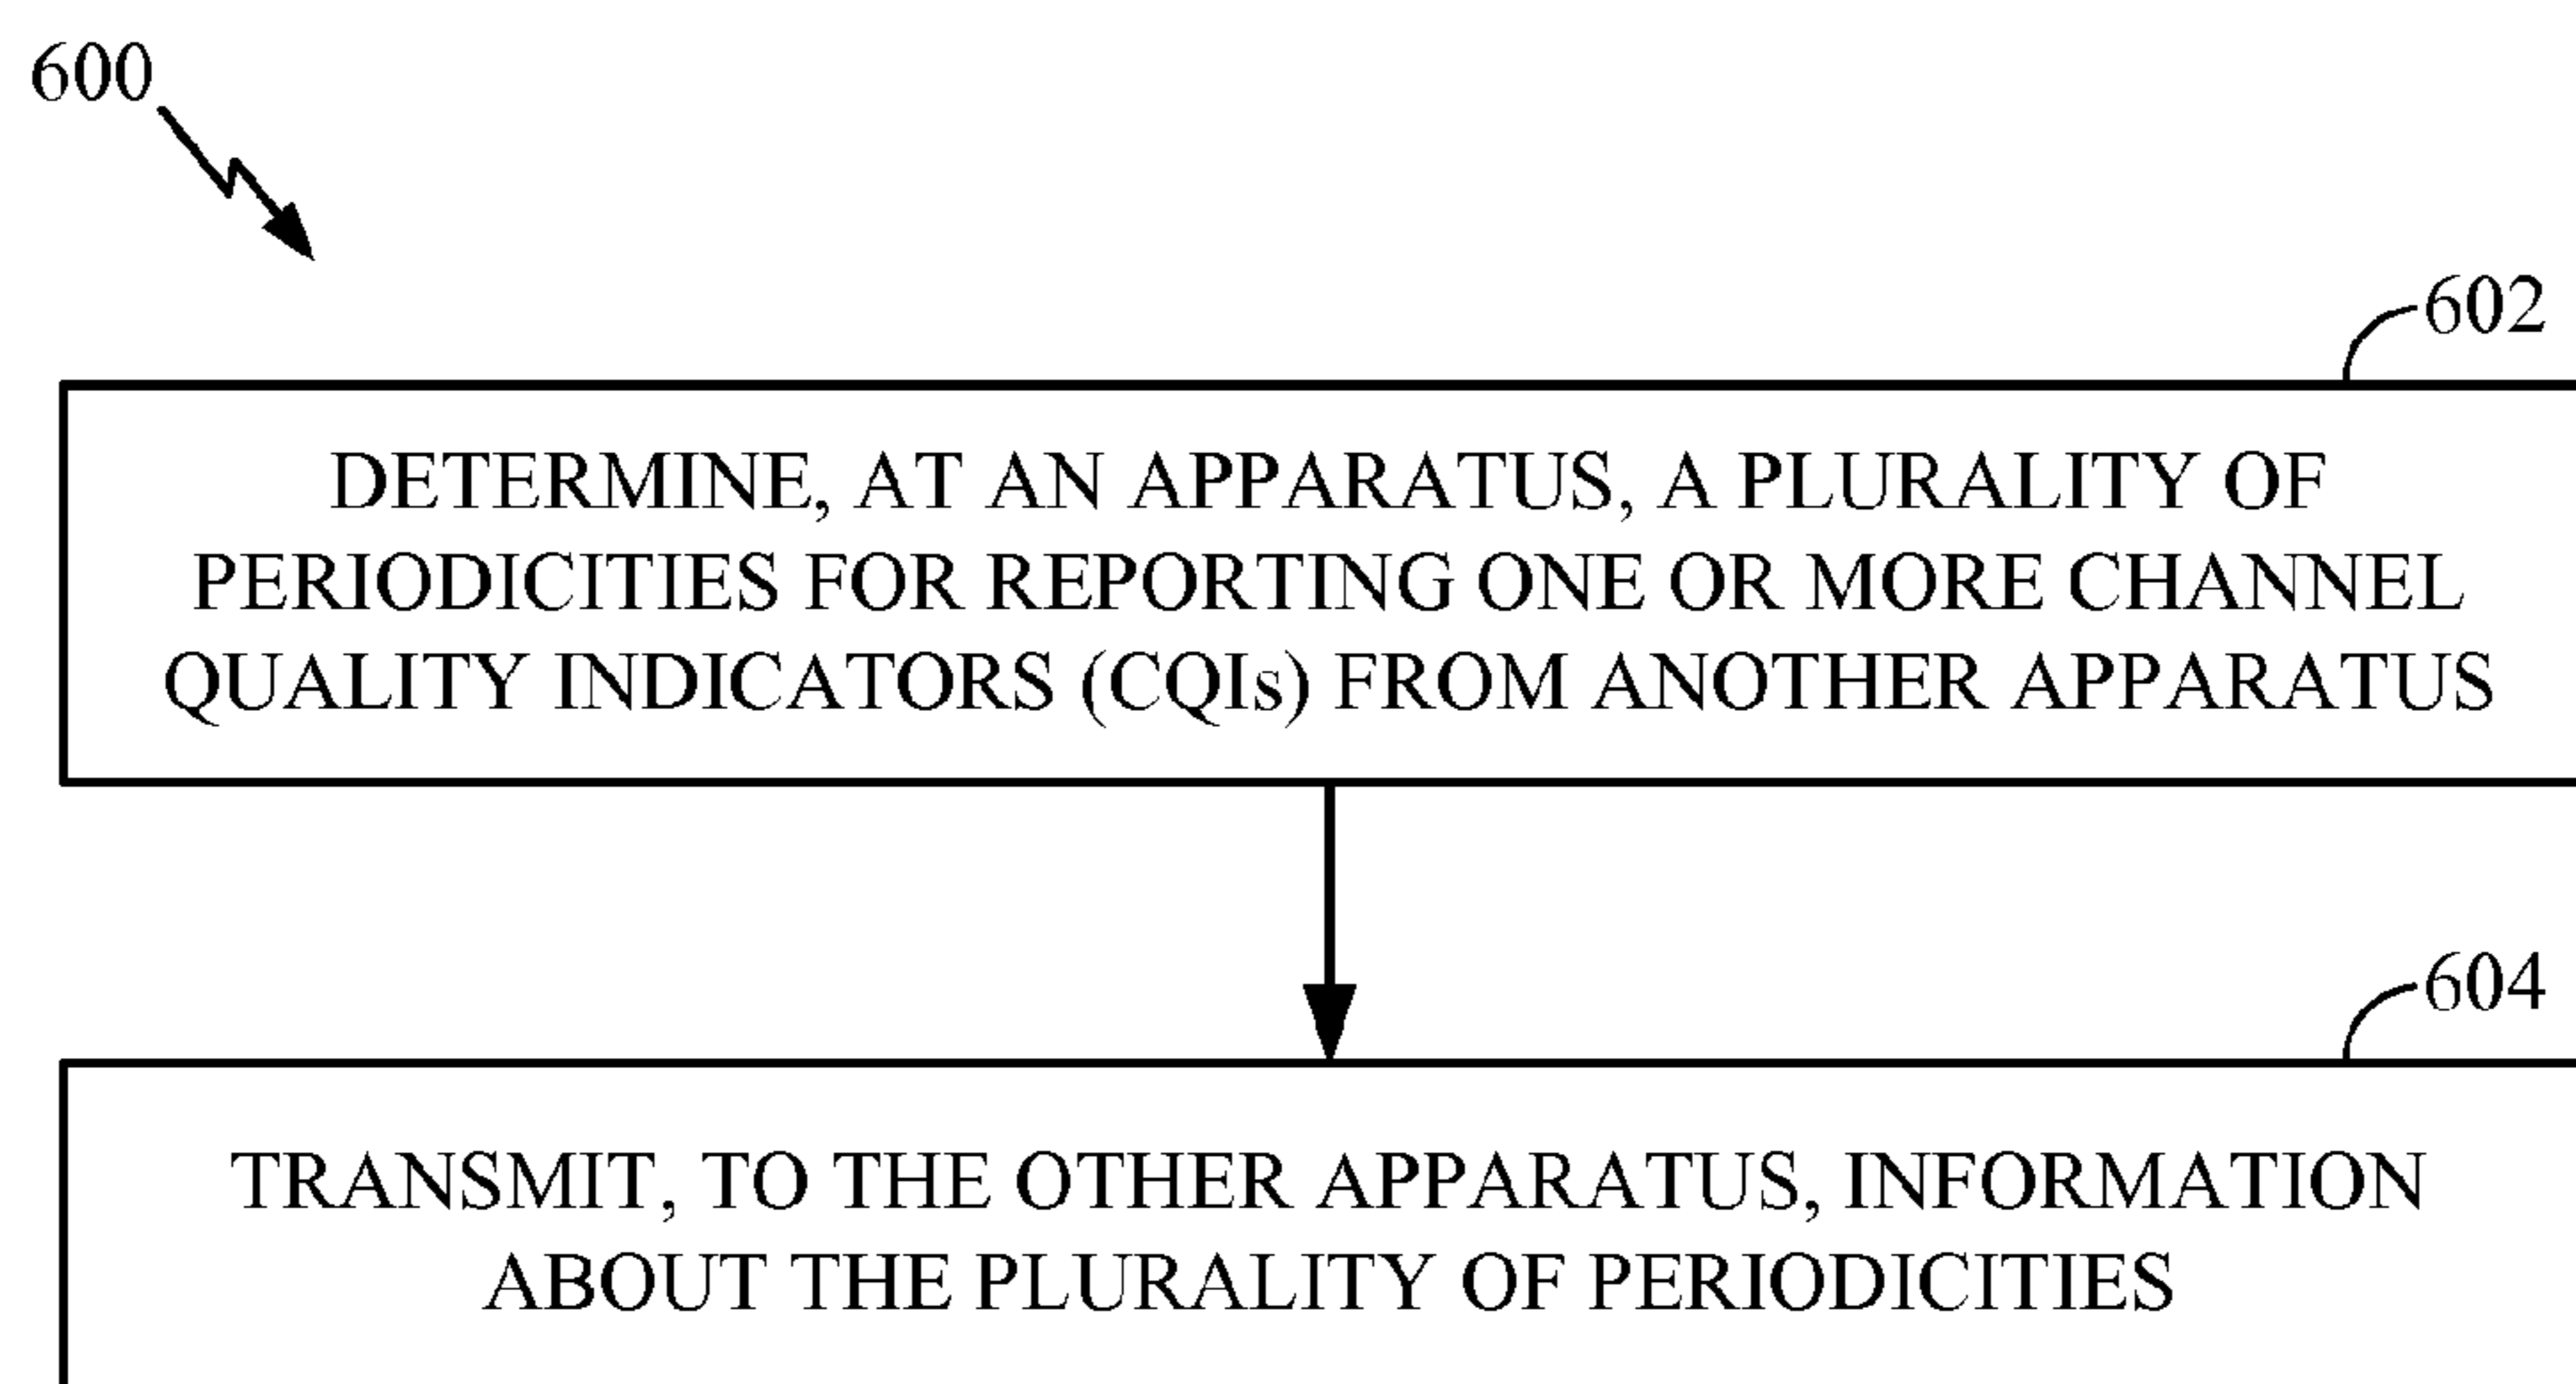 600
602
DETERMINE, AT AN APPARATUS, A PLURALITY OF
PERIODICITIES FOR REPORTING ONE OR MORE CHANNEL
QUALITY INDICATORS (CQIs) FROM ANOTHER APPARATUS
604
TRANSMIT, TO THE OTHER APPARATUS, INFORMATION
ABOUT THE PLURALITY OF PERIODICITIES